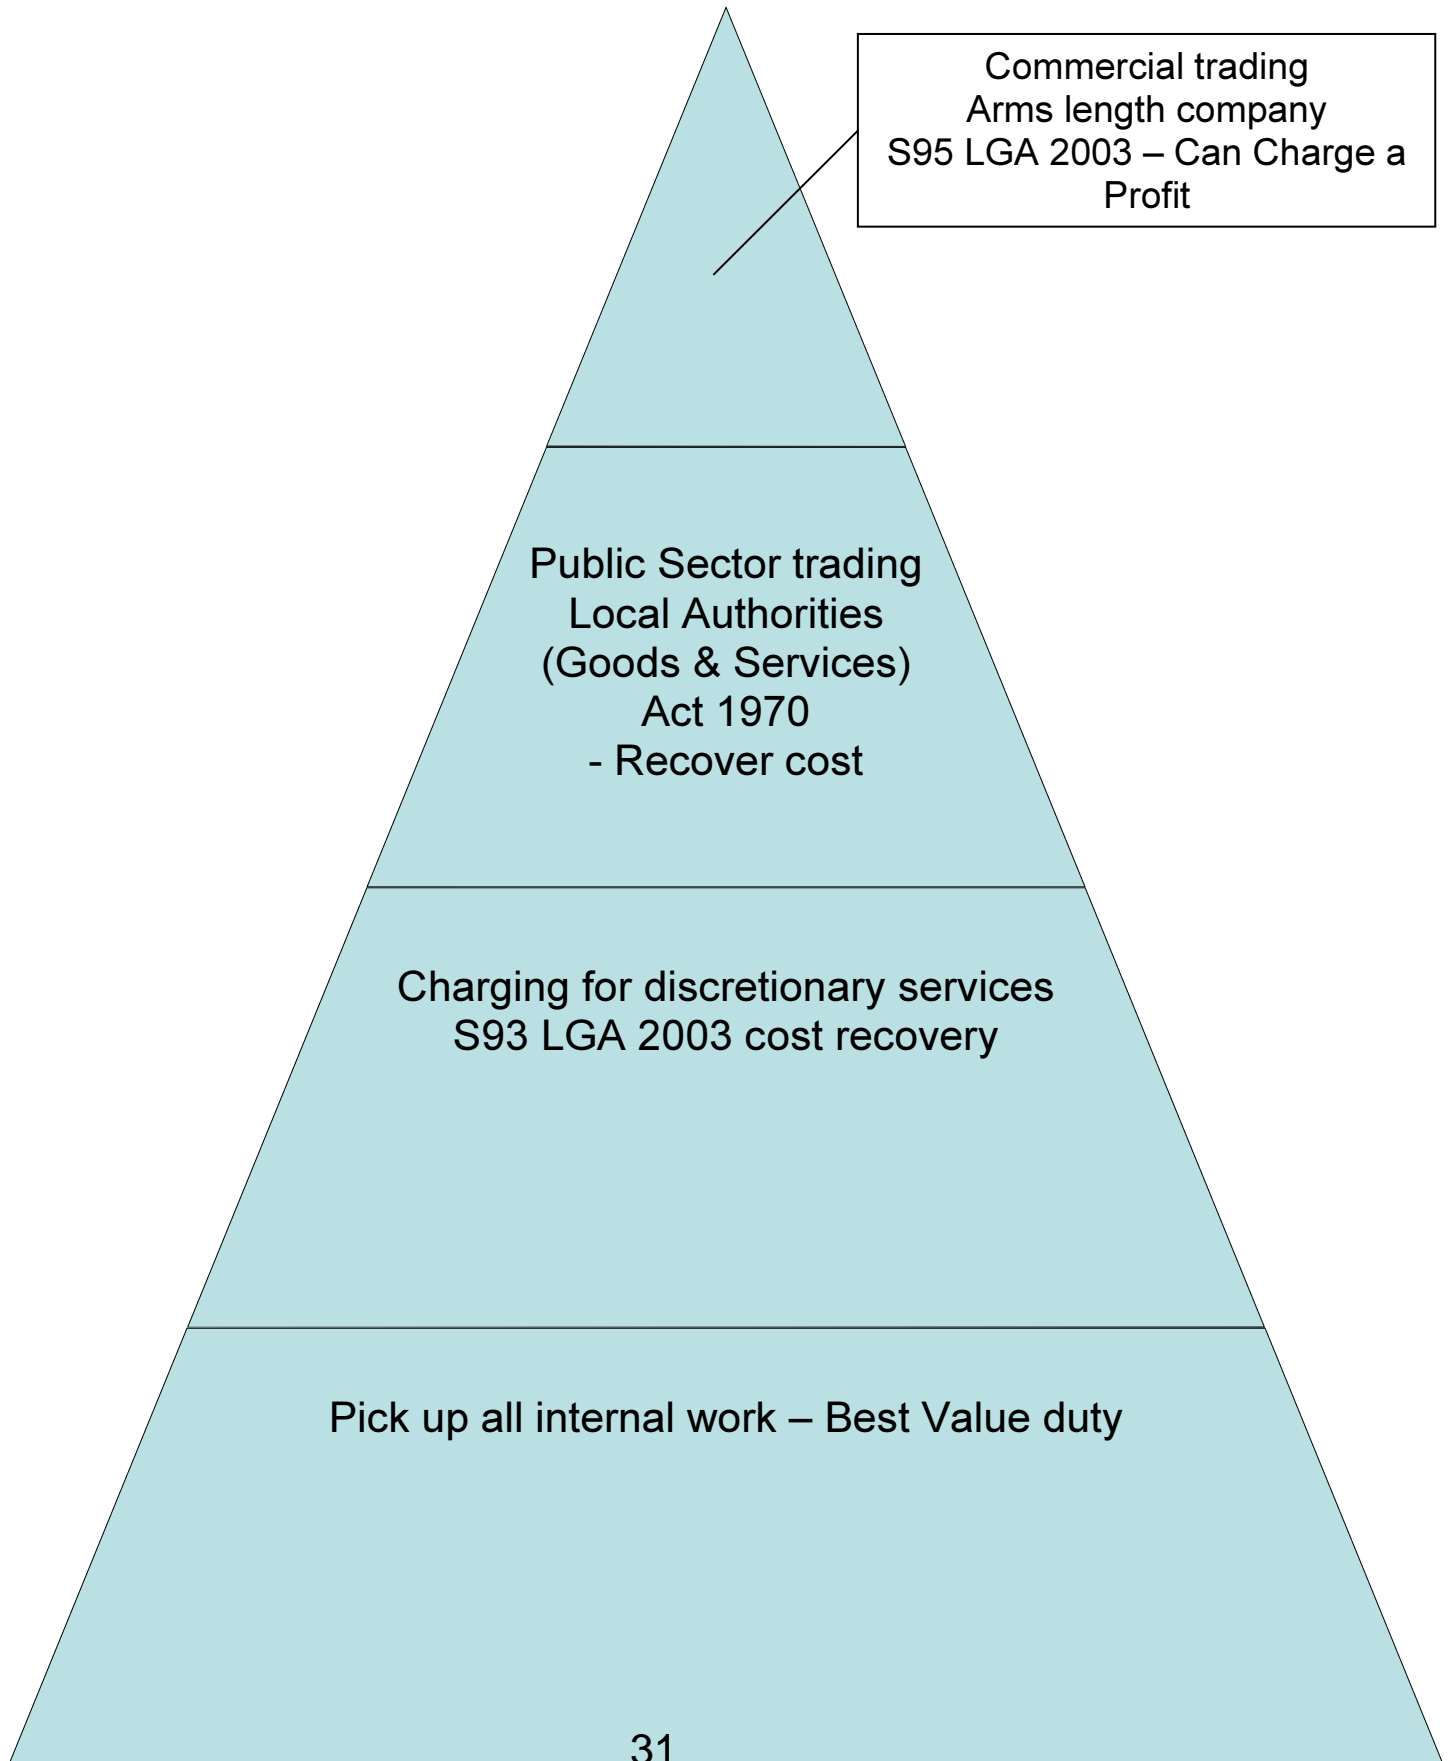 Commercial trading
Arms length company
S95 LGA 2003 – Can Charge a
Profit
Public Sector trading
Local Authorities
(Goods & Services)
Act 1970
- Recover cost
Charging for discretionary services
S93 LGA 2003 cost recovery
Pick up all internal work – Best Value duty
31